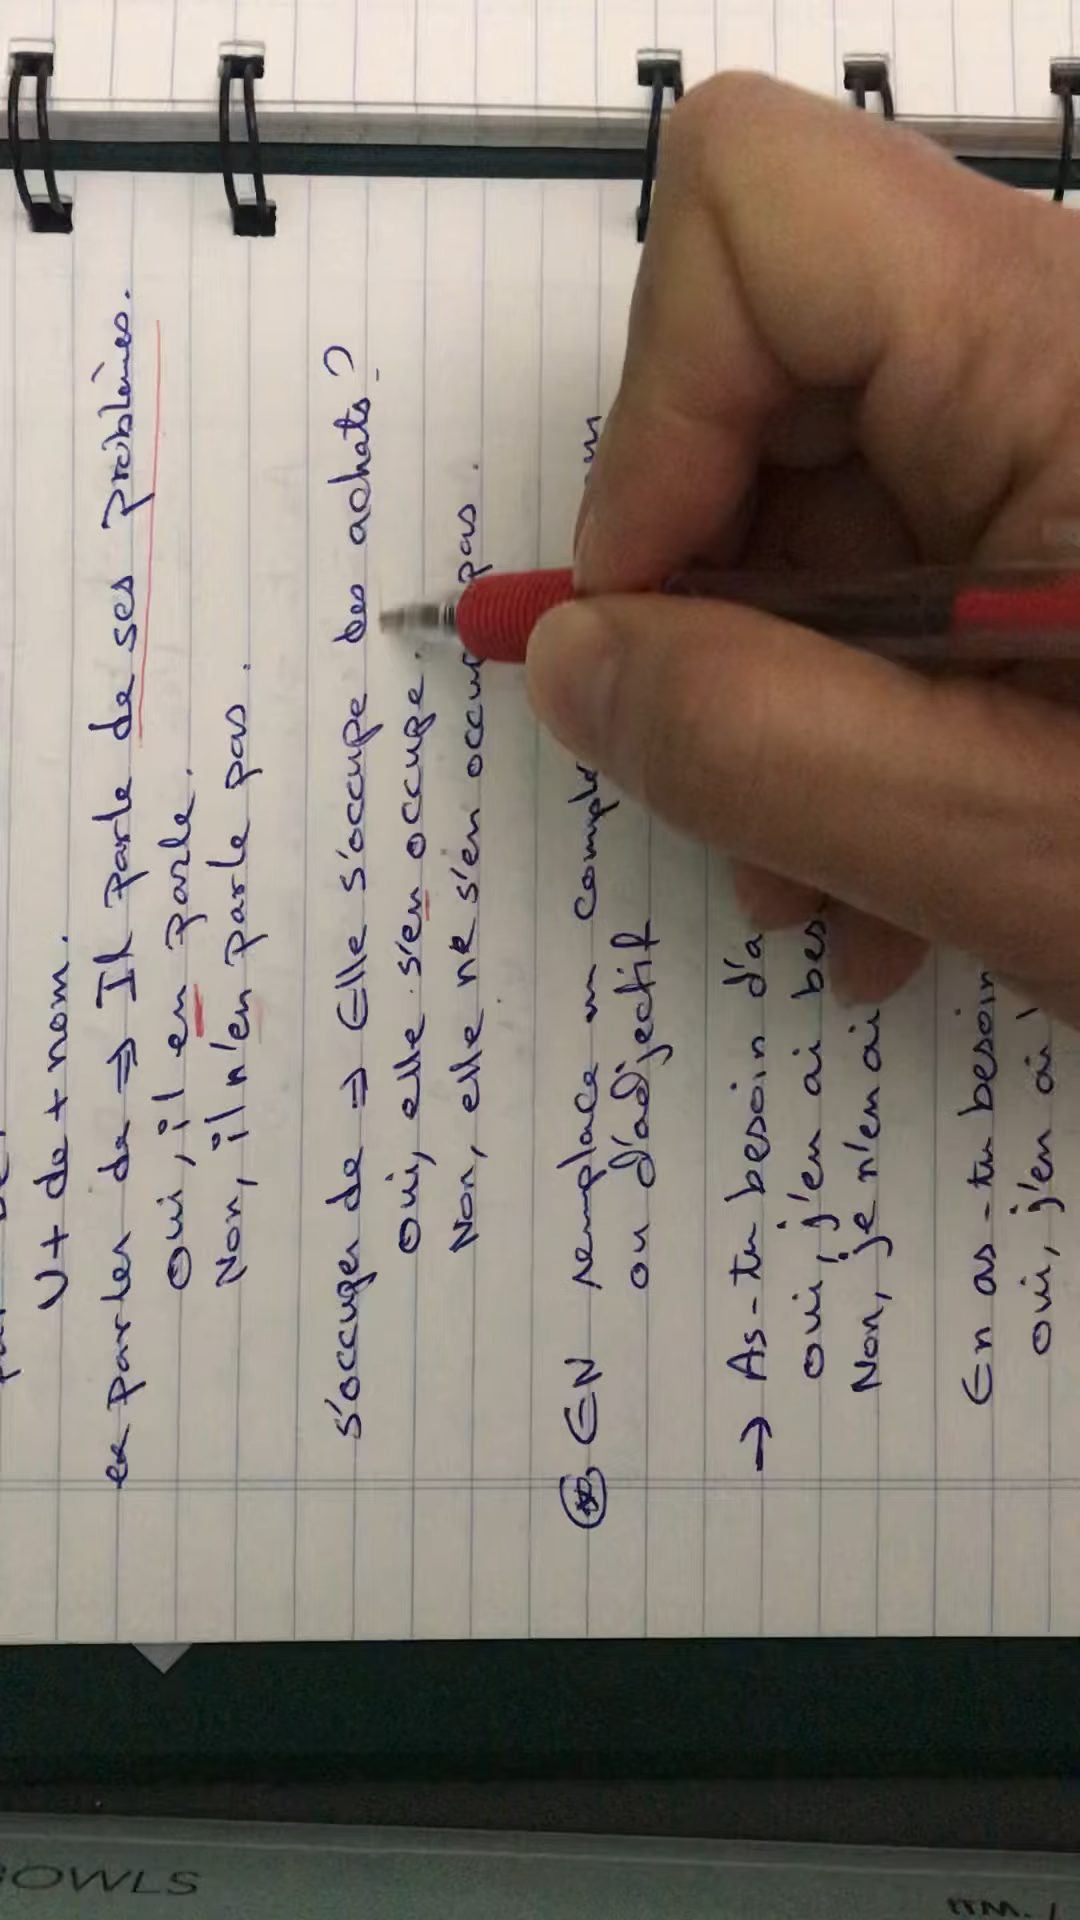 V + de + nom.
ex parler de ⇒ Il parle de ses problèmes.
Oui, il en parle.
Non, il n'en parle pas.
s'occuper de ⇒ Elle s'occupe des achats?
Oui, elle s'en occupe.
Non, elle ne s'en occupe pas.
EN remplace un
ou d'adjectif
→ As-tu besoin d'a
Oui, j'en ai bes
Non, je n'en ai
En as-tu besoin
Oui, j'en ai
BOWLS
ITM.